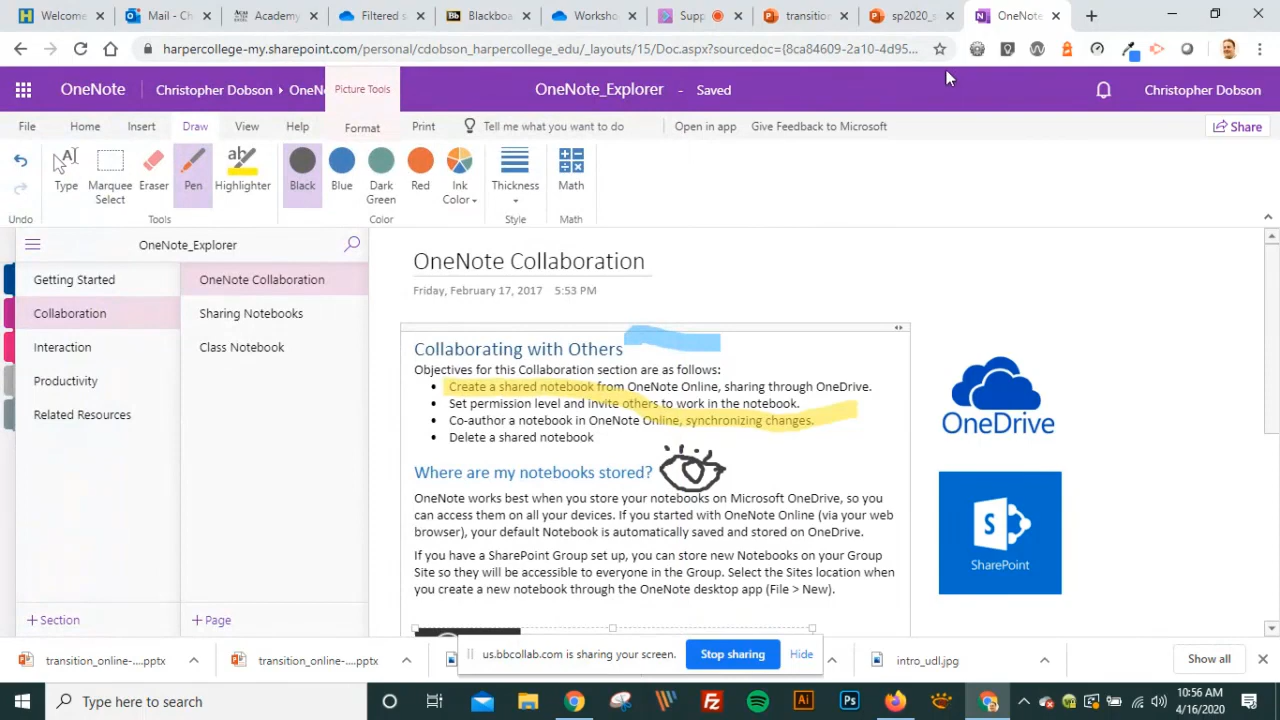 Welcom
Mail - Ch
Academy
Filtered s
Blackboa
Worksho
Supp
transition
sp2020_s
OneNote
harpercollege-my.sharepoint.com/personal/cdobson_harpercollege_edu/_layouts/15/Doc.aspx?sourcedoc={8ca84609-2a10-4d95...
OneNote
Christopher Dobson › OneN
Picture Tools
OneNote_Explorer - Saved
Christopher Dobson
File
Home
Insert
Draw
View
Help
Format
Print
Tell me what you want to do
Open in app
Give Feedback to Microsoft
Share
Undo
Type
Marquee
Select
Eraser
Pen
Highlighter
Tools
Black
Blue
Dark
Green
Red
Ink
Color
Color
Thickness
Style
Math
Math
OneNote_Explorer
Getting Started
Collaboration
Interaction
Productivity
Related Resources
+ Section
OneNote Collaboration
Sharing Notebooks
Class Notebook
+ Page
OneNote Collaboration
Friday, February 17, 2017 5:53 PM
Collaborating with Others
Objectives for this Collaboration section are as follows:
• Create a shared notebook from OneNote Online, sharing through OneDrive.
• Set permission level and invite others to work in the notebook.
• Co-author a notebook in OneNote Online, synchronizing changes.
• Delete a shared notebook
Where are my notebooks stored?
OneNote works best when you store your notebooks on Microsoft OneDrive, so you
can access them on all your devices. If you started with OneNote Online (via your web
browser), your default Notebook is automatically saved and stored on OneDrive.
If you have a SharePoint Group set up, you can store new Notebooks on your Group
Site so they will be accessible to everyone in the Group. Select the Sites location when
you create a new notebook through the OneNote desktop app (File > New).
OneDrive
SharePoint
us.bbcollab.com is sharing your screen.
Stop sharing
Hide
transition_online-....pptx
transition_online-....pptx
intro_udl.jpg
Show all
Type here to search
10:56 AM
4/16/2020